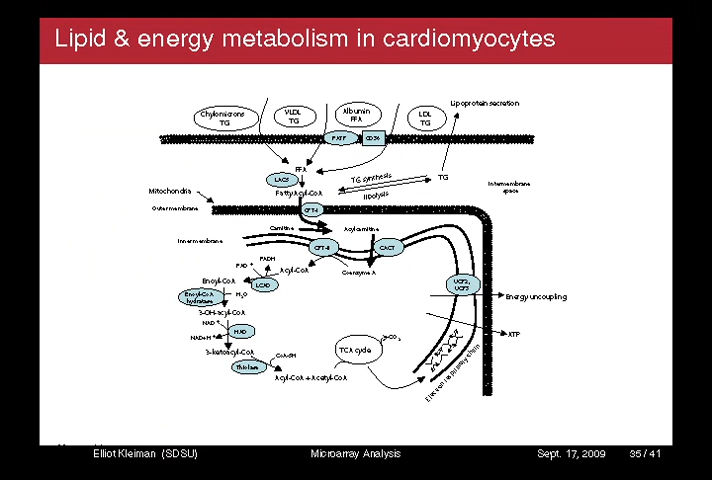 Lipid & energy metabolism in cardiomyocytes
Chylomicrons
TG
VLDL
TG
Albumin
FFA
LDL
TG
Lipoprotein secretion
FATP
CD36
FFA
LACS
Fatty Acyl-CoA
TG synthesis
lipolysis
TG
Intermembrane
space
Mitochondria
Outer membrane
CPT-I
Carnitine
Acylcarnitine
Inner membrane
CPT-II
CACT
FADH
FAD +
Acyl-CoA
Coenzyme A
LCAD
Enoyl-CoA
Enoyl-CoA
hydratase
H2O
UCP2,
UCP3
Energy uncoupling
3-OH-acyl-CoA
NAD +
HAD
NADH +
ATP
3-ketoacyl-CoA
CoASH
Thiolase
TCA cycle
CO2
Acyl-CoA + Acetyl-CoA
Electron respiratory chain
Elliot Kleiman (SDSU)
Microarray Analysis
Sept. 17, 2009
35 / 41